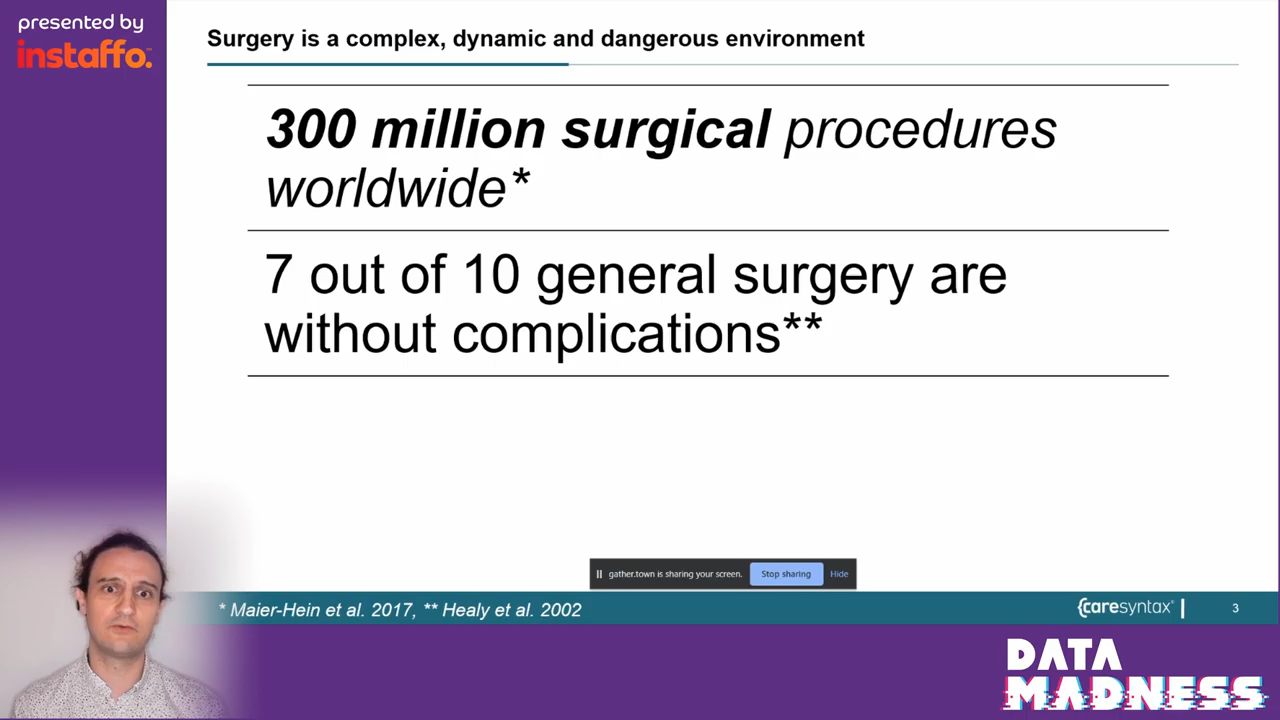 presented by
instaffo.
Surgery is a complex, dynamic and dangerous environment
300 million surgical procedures
worldwide*
7 out of 10 general surgery are
without complications**
gather.town is sharing your screen. Stop sharing Hide
* Maier-Hein et al. 2017, ** Healy et al. 2002
caresyntax® 3
DATA
MADNESS